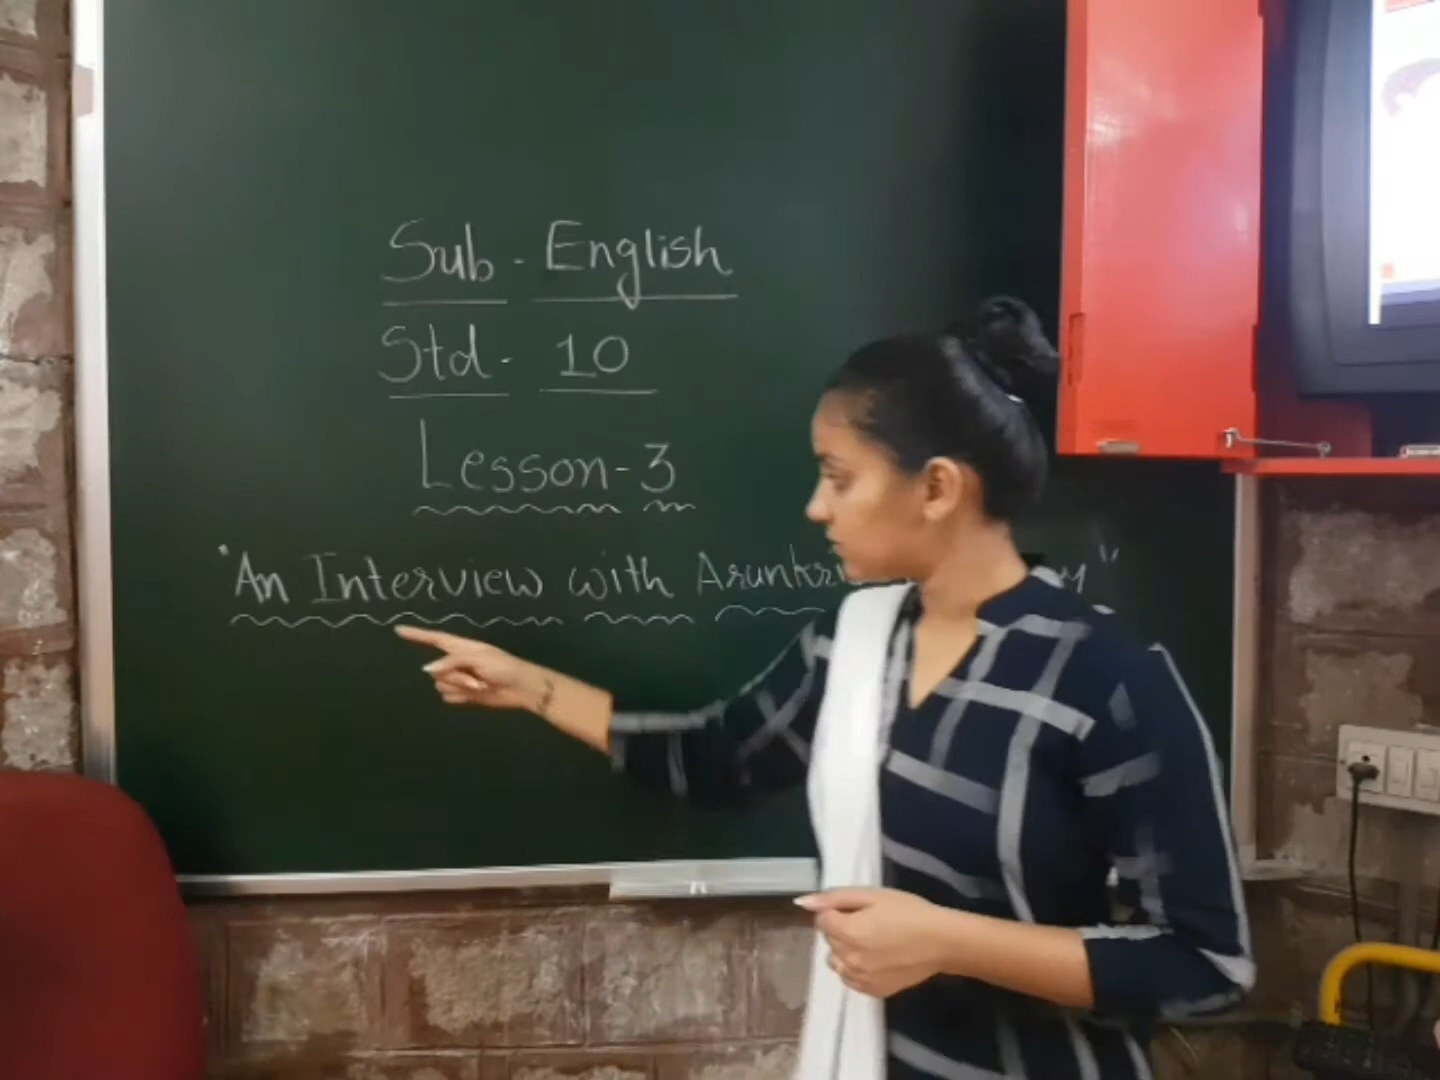 Sub - English
Std - 10
Lesson - 3
"An Interview with